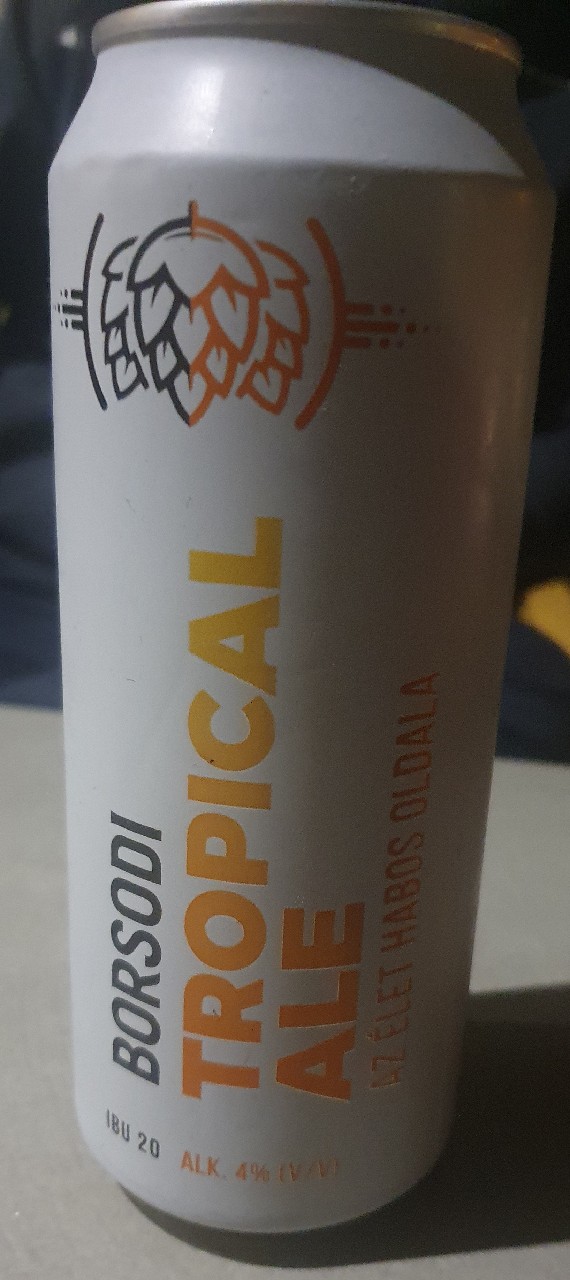 BORSODI
TROPICAL
ALE
AZ ÉLET HABOS OLDALA
IBU 20
ALK. 4% (V/V)